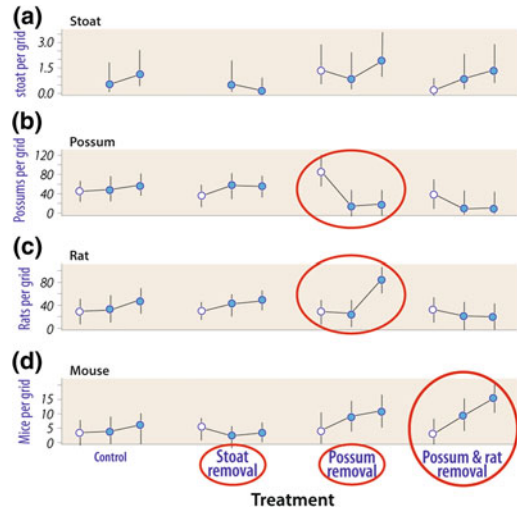 (a)
Stoat
stoat per grid
3.0
1.5
0.0
(b)
Possum
Possums per grid
120
80
40
0
(c)
Rat
Rats per grid
80
40
0
(d)
Mouse
Mice per grid
15
10
5
0
Control
Stoat
removal
Possum
removal
Possum & rat
removal
Treatment